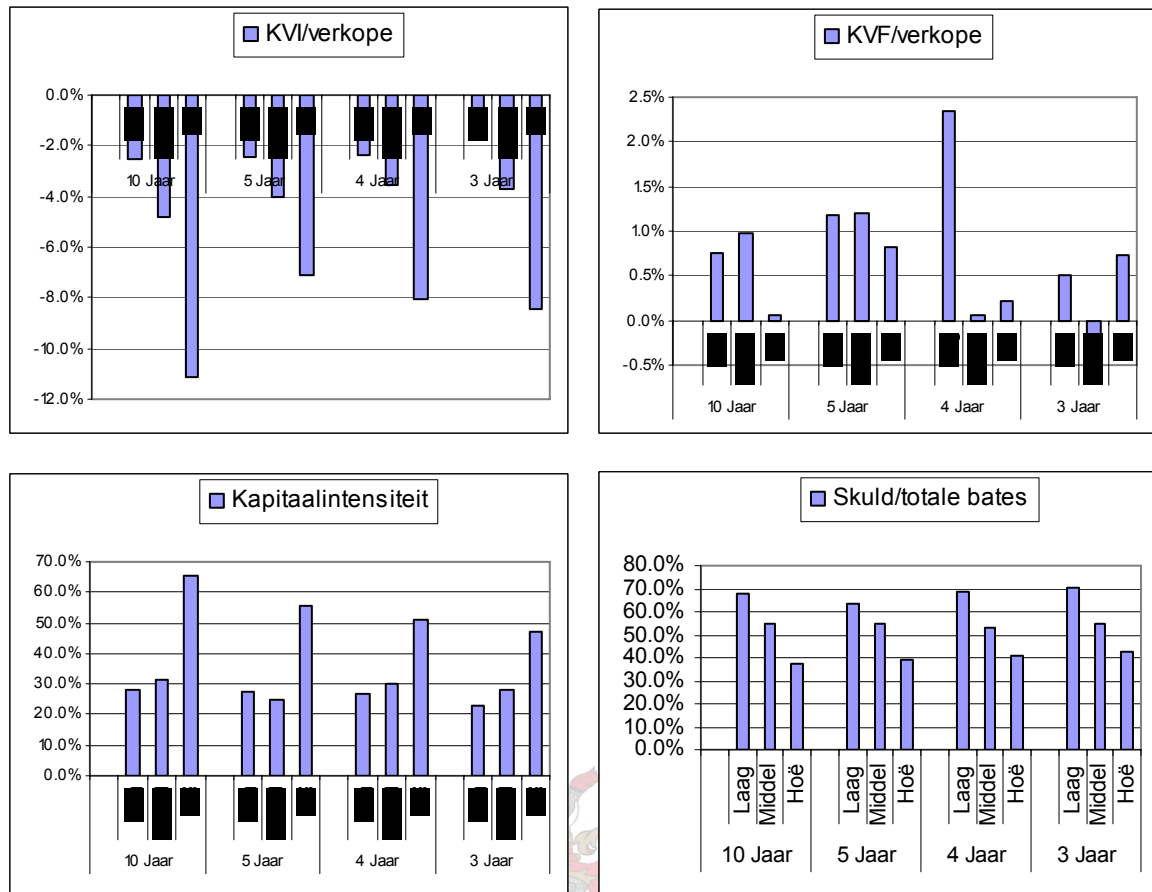 KVI/verkope
0.0%
-2.0%
-4.0%
-6.0%
-8.0%
-10.0%
-12.0%
10 Jaar
5 Jaar
4 Jaar
3 Jaar
KVF/verkope
2.5%
2.0%
1.5%
1.0%
0.5%
0.0%
-0.5%
10 Jaar
5 Jaar
4 Jaar
3 Jaar
Kapitaalintensiteit
70.0%
60.0%
50.0%
40.0%
30.0%
20.0%
10.0%
0.0%
10 Jaar
5 Jaar
4 Jaar
3 Jaar
Skuld/totale bates
80.0%
70.0%
60.0%
50.0%
40.0%
30.0%
20.0%
10.0%
0.0%
Laag
Middel
Hoë
Laag
Middel
Hoë
Laag
Middel
Hoë
Laag
Middel
Hoë
10 Jaar
5 Jaar
4 Jaar
3 Jaar